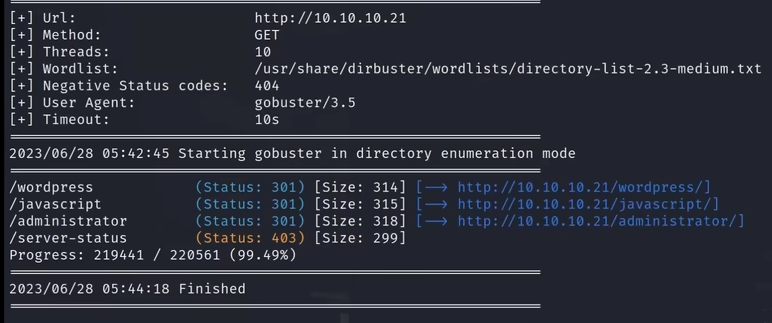 [+] Url:                     http://10.10.10.21
[+] Method:                  GET
[+] Threads:                 10
[+] Wordlist:                /usr/share/dirbuster/wordlists/directory-list-2.3-medium.txt
[+] Negative Status codes:   404
[+] User Agent:              gobuster/3.5
[+] Timeout:                 10s
===============================================================
2023/06/28 05:42:45 Starting gobuster in directory enumeration mode
===============================================================
/wordpress            (Status: 301) [Size: 314] [--> http://10.10.10.21/wordpress/]
/javascript           (Status: 301) [Size: 315] [--> http://10.10.10.21/javascript/]
/administrator        (Status: 301) [Size: 318] [--> http://10.10.10.21/administrator/]
/server-status        (Status: 403) [Size: 299]
Progress: 219441 / 220561 (99.49%)
===============================================================
2023/06/28 05:44:18 Finished
===============================================================